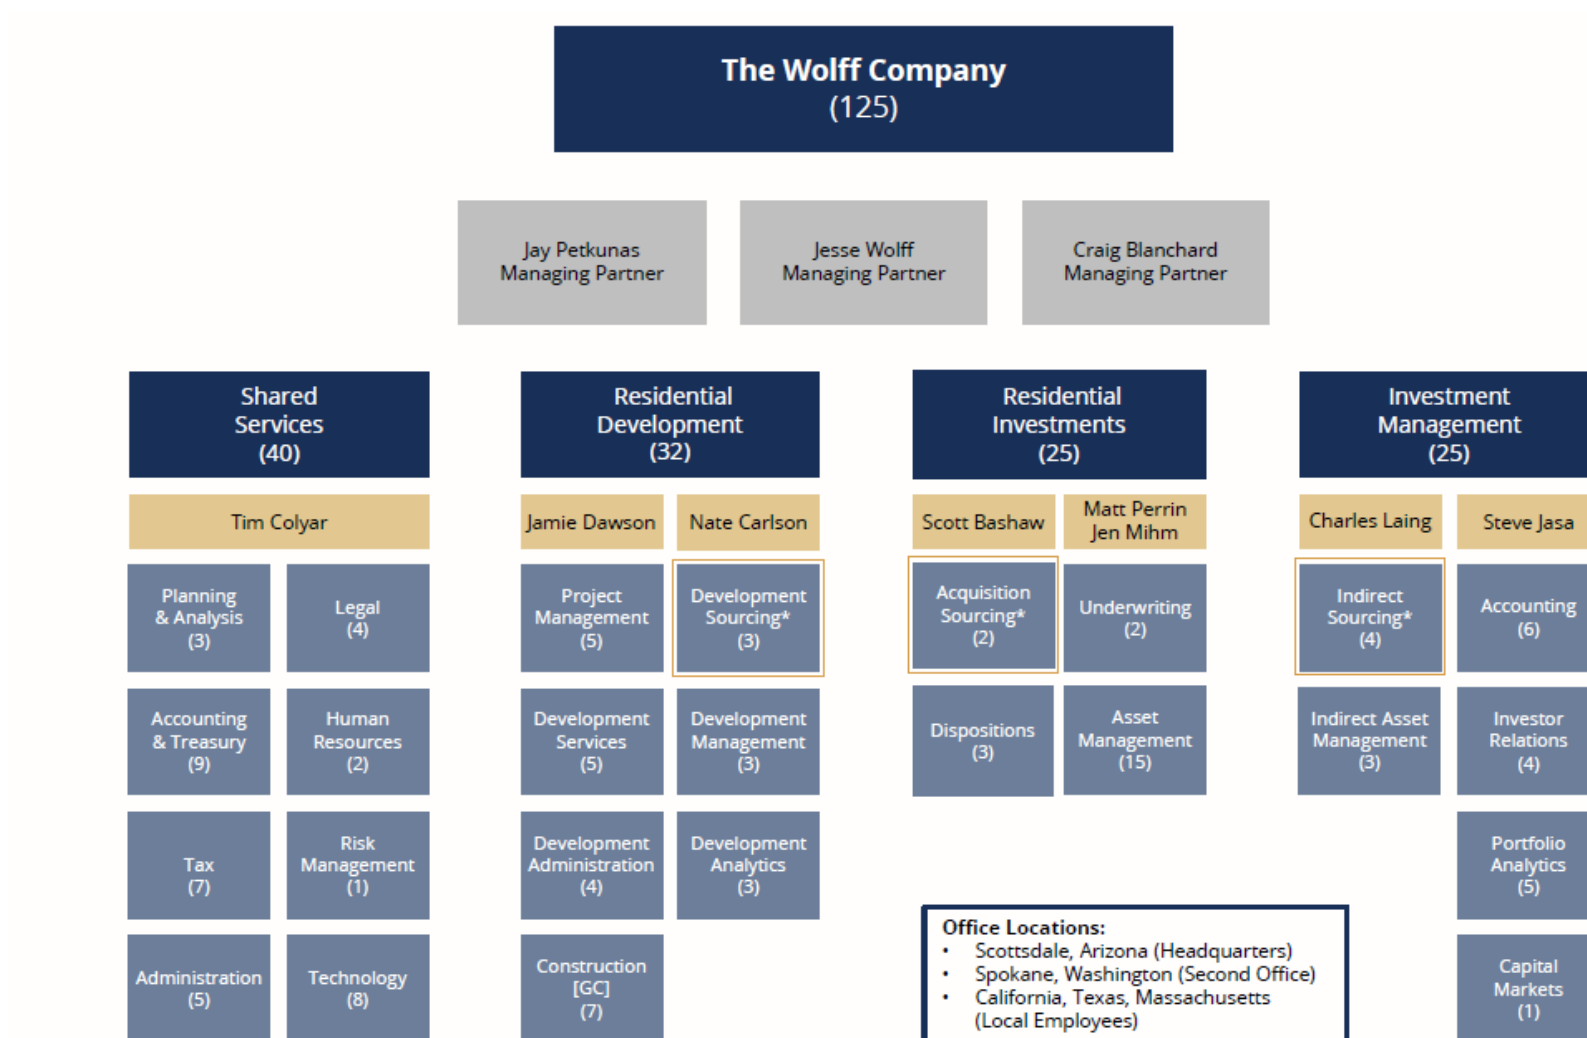 The Wolff Company
(125)
Jay Petkunas
Managing Partner
Jesse Wolff
Managing Partner
Craig Blanchard
Managing Partner
Shared
Services
(40)
Tim Colyar
Planning
& Analysis
(3)
Legal
(4)
Accounting
& Treasury
(9)
Human
Resources
(2)
Tax
(7)
Risk
Management
(1)
Administration
(5)
Technology
(8)
Residential
Development
(32)
Jamie Dawson
Nate Carlson
Project
Management
(5)
Development
Sourcing*
(3)
Development
Services
(5)
Development
Management
(3)
Development
Administration
(4)
Development
Analytics
(3)
Construction
[GC]
(7)
Residential
Investments
(25)
Scott Bashaw
Matt Perrin
Jen Mihm
Acquisition
Sourcing*
(2)
Underwriting
(2)
Dispositions
(3)
Asset
Management
(15)
Investment
Management
(25)
Charles Laing
Steve Jasa
Indirect
Sourcing*
(4)
Accounting
(6)
Indirect Asset
Management
(3)
Investor
Relations
(4)
Portfolio
Analytics
(5)
Capital
Markets
(1)
Office Locations:
• Scottsdale, Arizona (Headquarters)
• Spokane, Washington (Second Office)
• California, Texas, Massachusetts
(Local Employees)